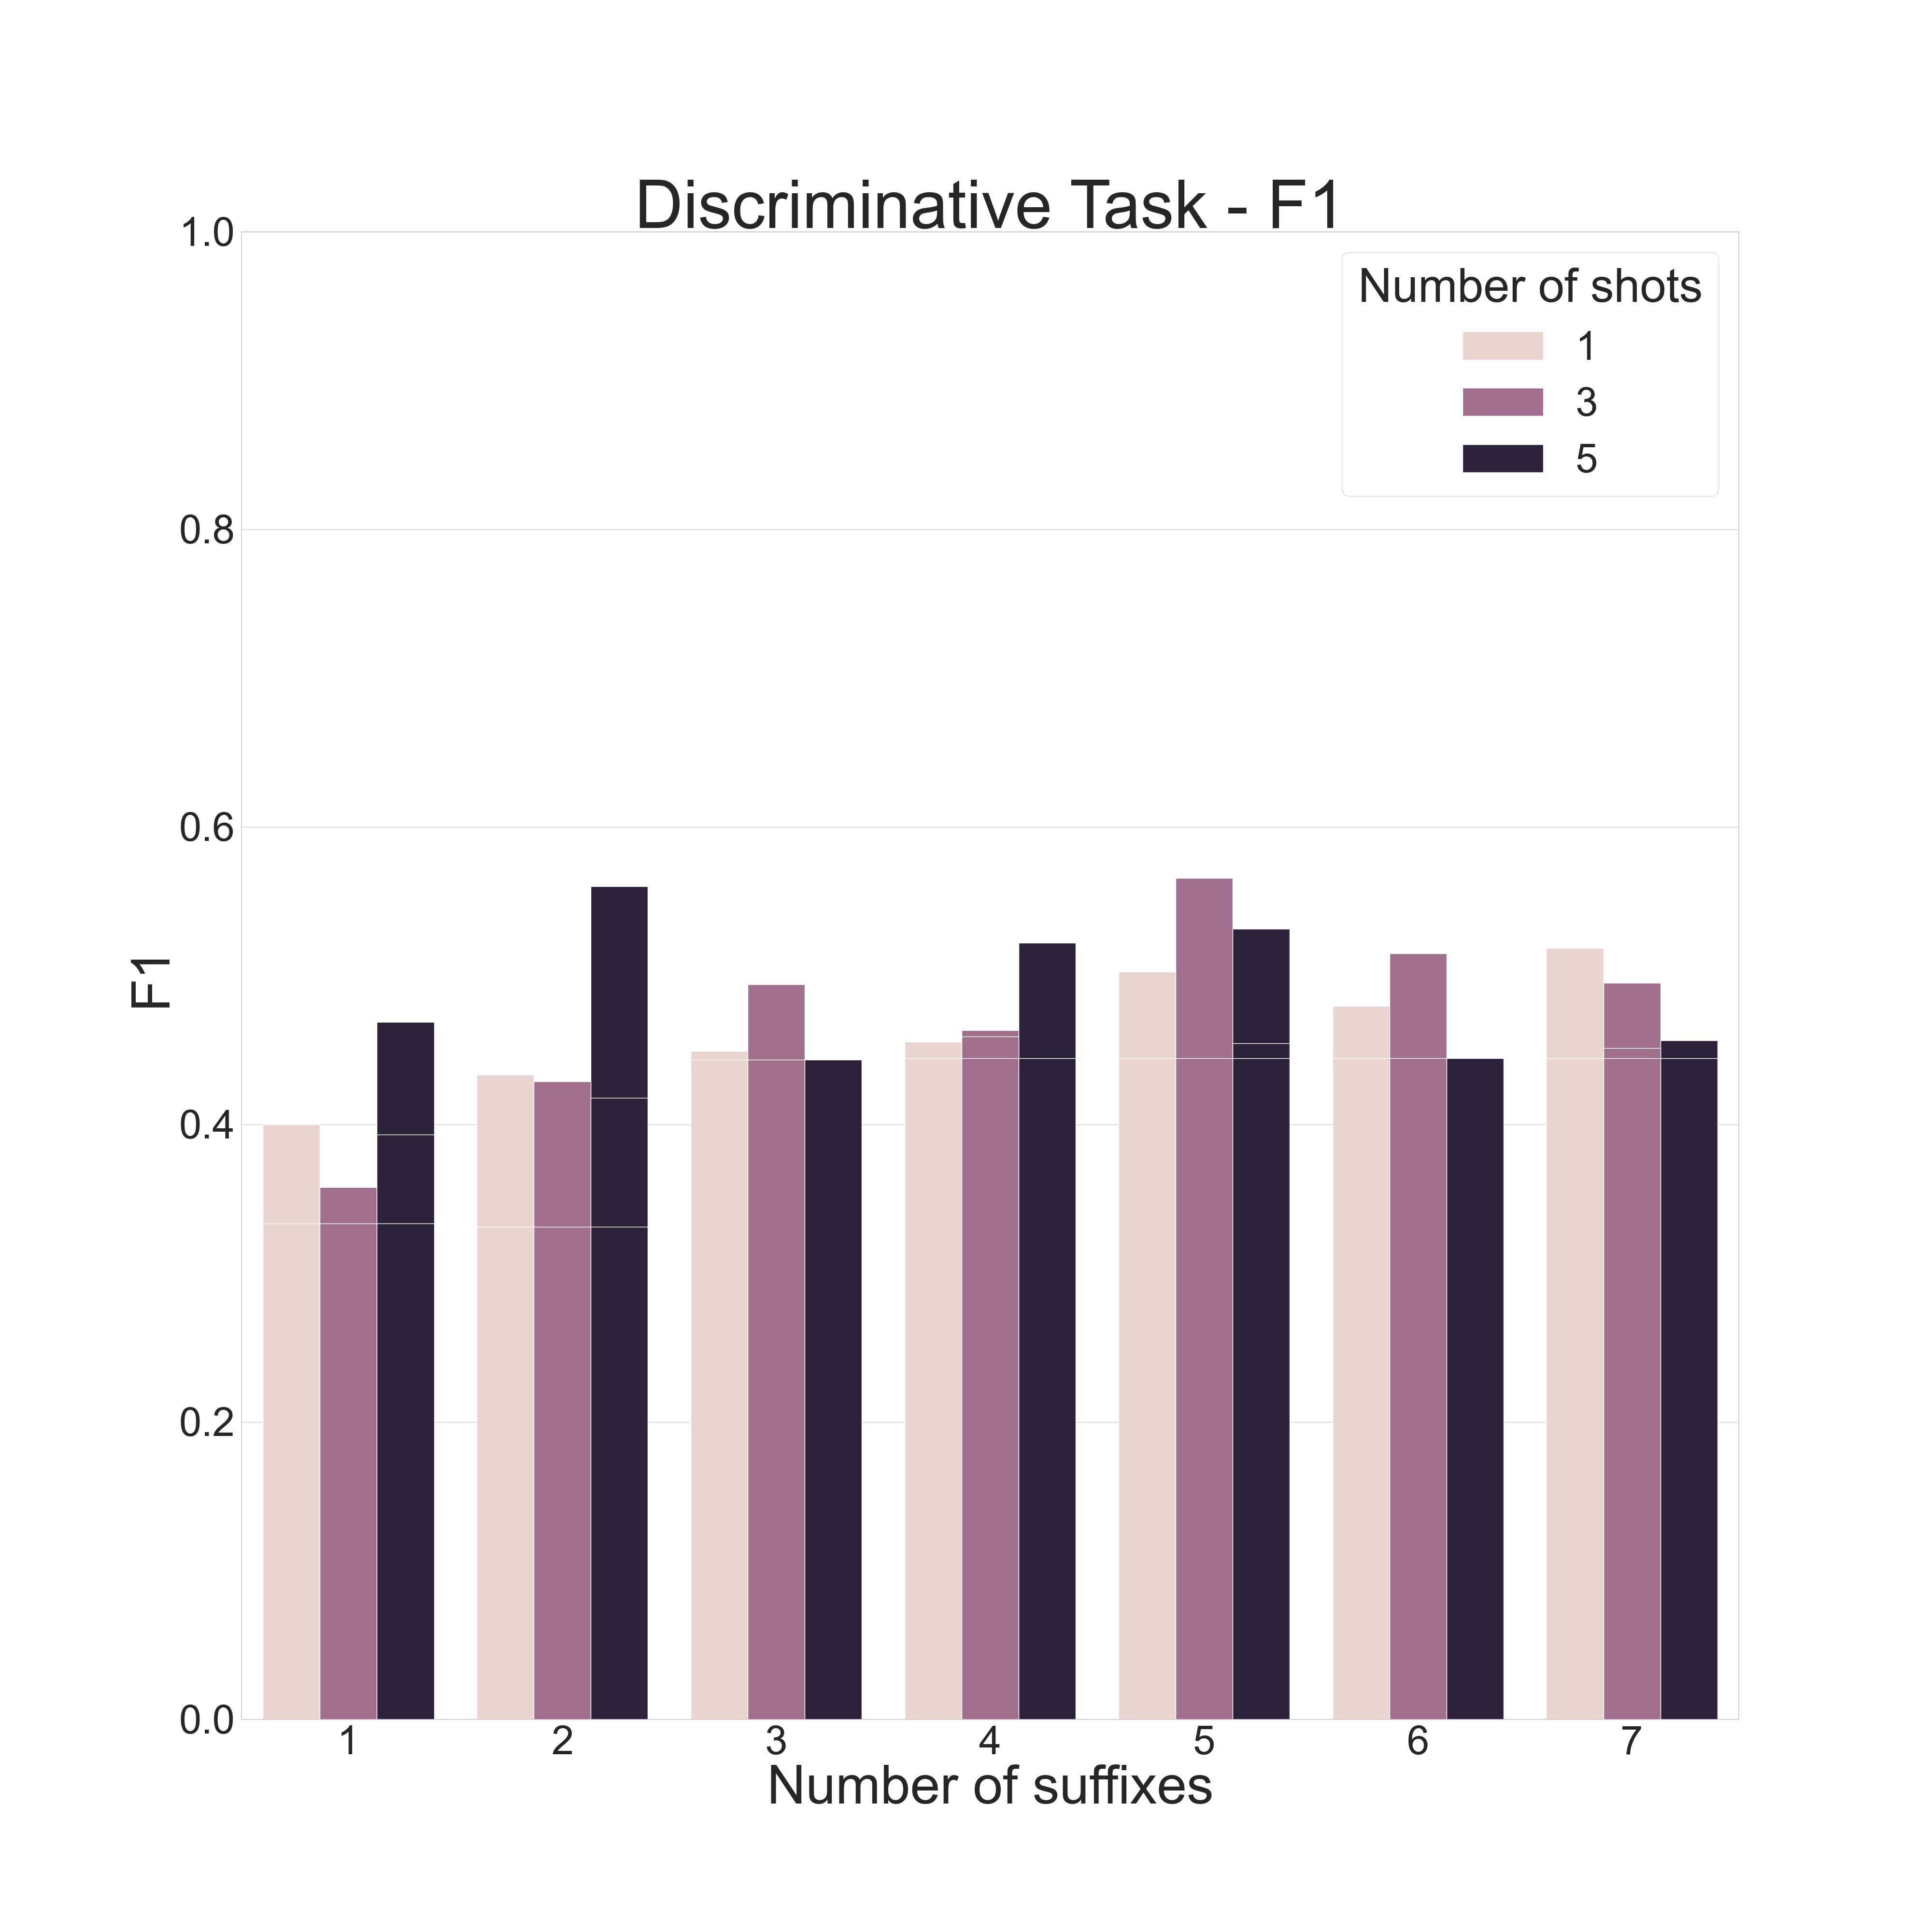 Discriminative Task - F1
1.0
0.8
0.6
0.4
0.2
0.0
F1
Number of shots
1
3
5
1 2 3 4 5 6 7
Number of suffixes